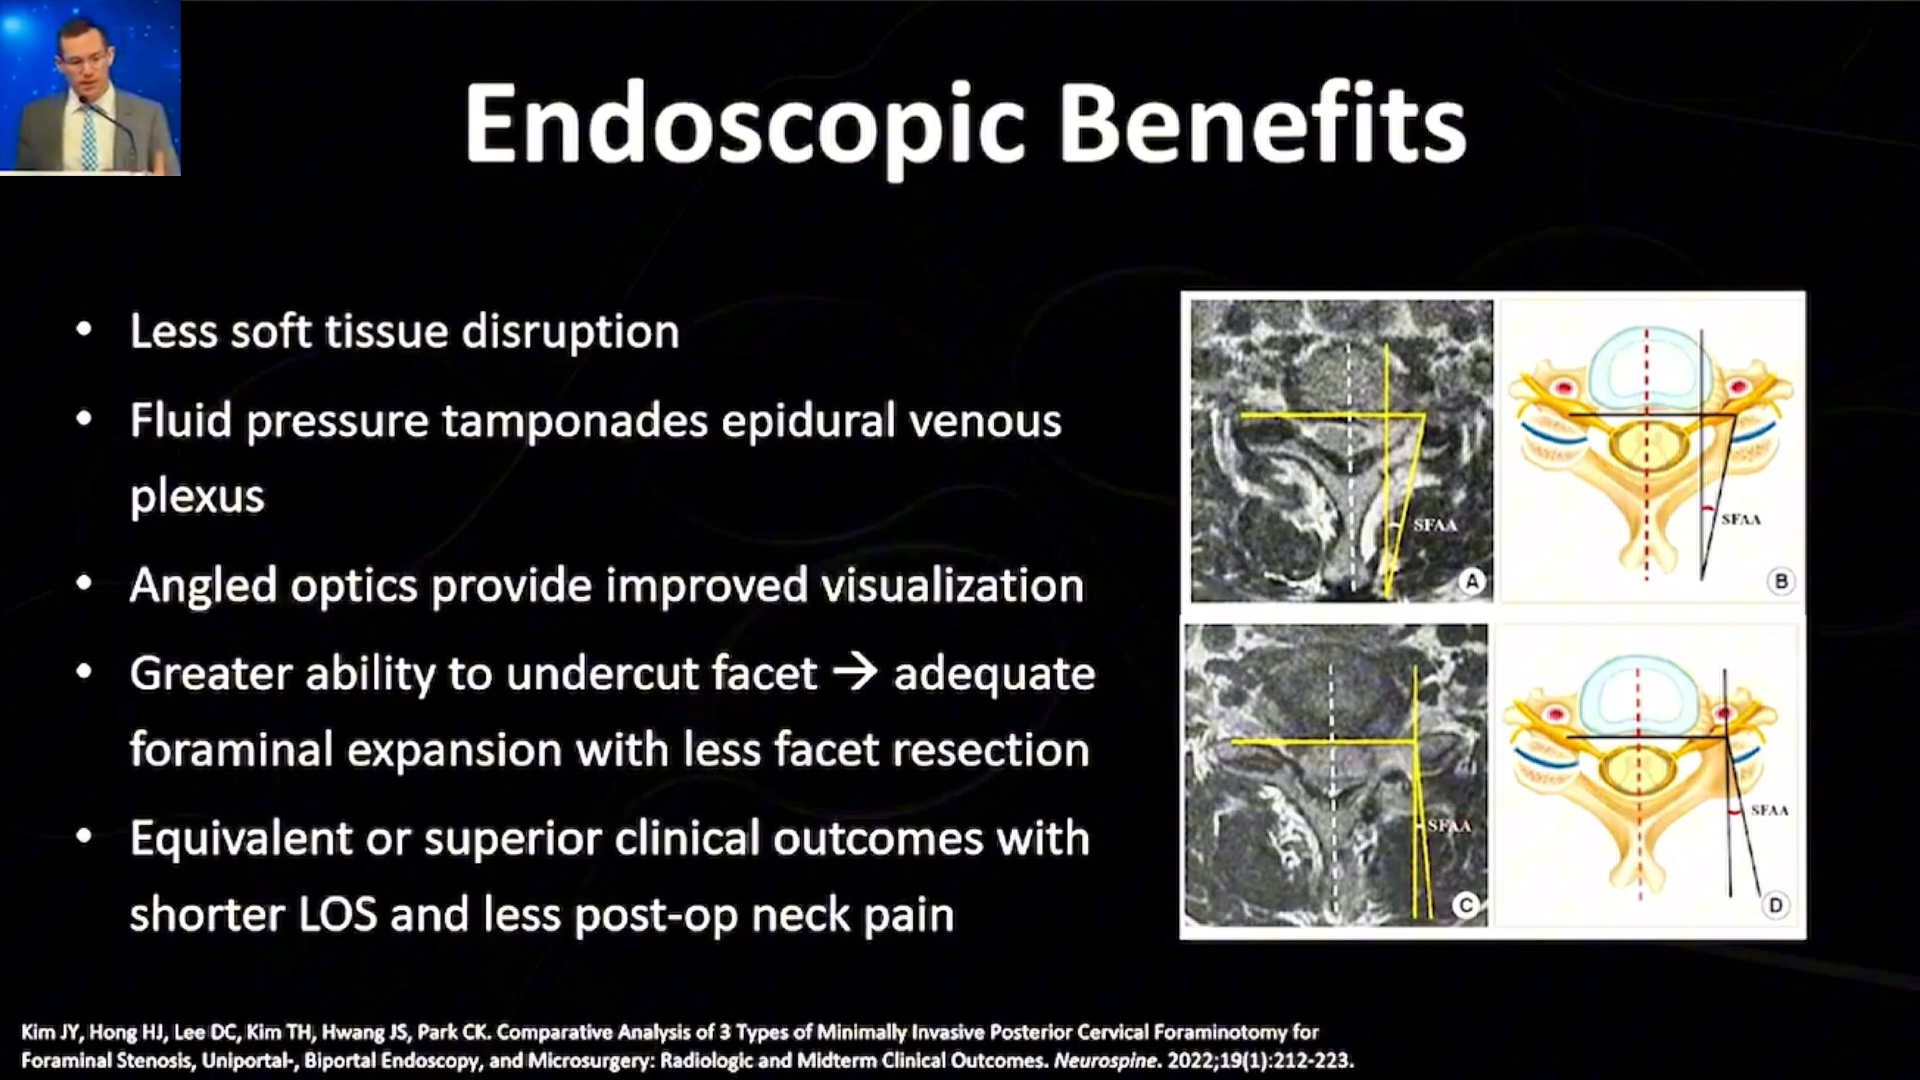 Endoscopic Benefits
• Less soft tissue disruption
• Fluid pressure tamponades epidural venous
plexus
• Angled optics provide improved visualization
• Greater ability to undercut facet → adequate
foraminal expansion with less facet resection
• Equivalent or superior clinical outcomes with
shorter LOS and less post-op neck pain
SFAA
A
SFAA
B
SFAA
C
SFAA
D
Kim JY, Hong HJ, Lee DC, Kim TH, Hwang JS, Park CK. Comparative Analysis of 3 Types of Minimally Invasive Posterior Cervical Foraminotomy for
Foraminal Stenosis, Uniportal-, Biportal Endoscopy, and Microsurgery: Radiologic and Midterm Clinical Outcomes. Neurospine. 2022;19(1):212-223.